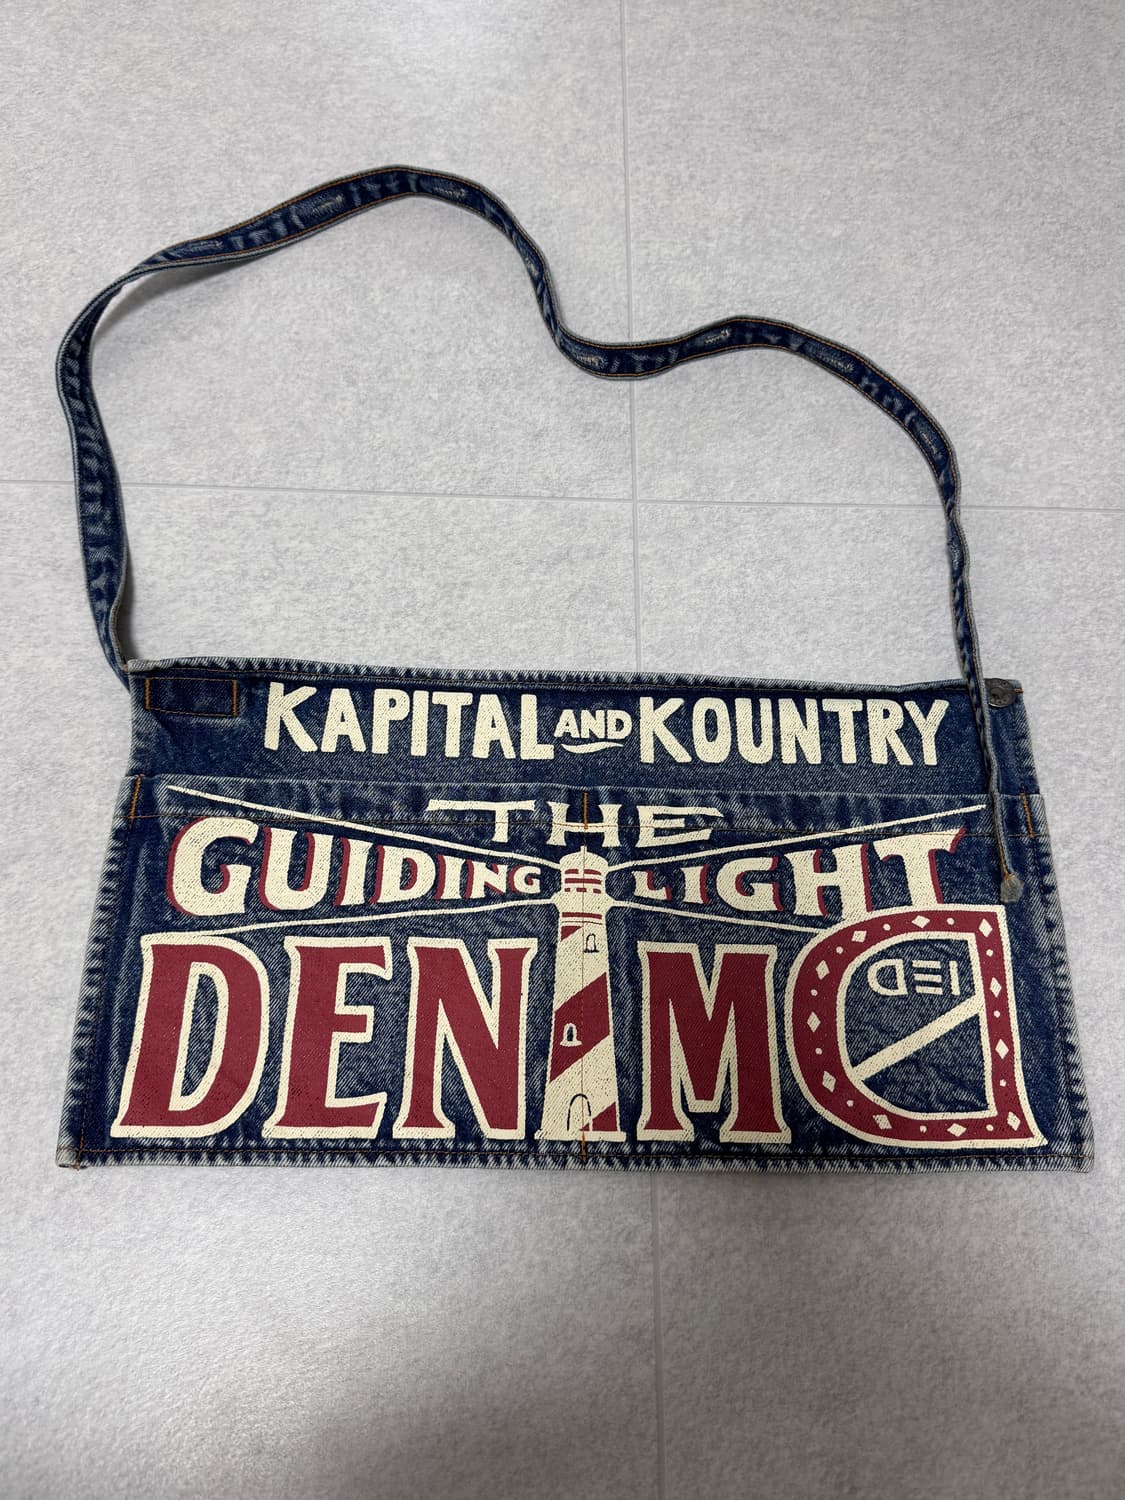 KAPITAL AND KOUNTRY
THE
GUIDING LIGHT
DENIM D